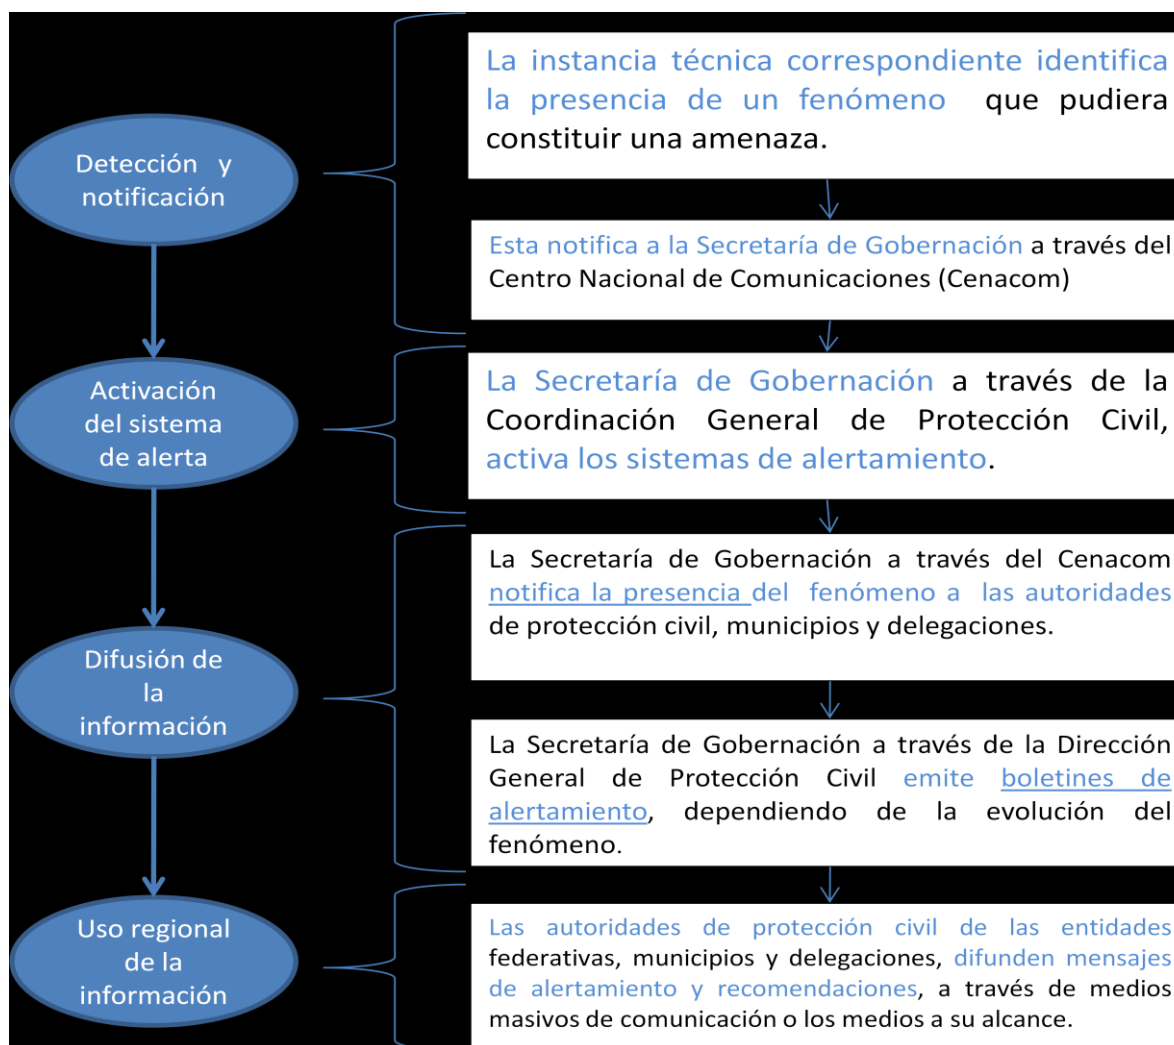 Detección y
notificación
La instancia técnica correspondiente identifica
la presencia de un fenómeno que pudiera
constituir una amenaza.
Esta notifica a la Secretaría de Gobernación a través del
Centro Nacional de Comunicaciones (Cenacom)
Activación
del sistema
de alerta
La Secretaría de Gobernación a través de la
Coordinación General de Protección Civil,
activa los sistemas de alertamiento.
Difusión de
la
información
La Secretaría de Gobernación a través del Cenacom
notifica la presencia del fenómeno a las autoridades
de protección civil, municipios y delegaciones.
La Secretaría de Gobernación a través de la Dirección
General de Protección Civil emite boletines de
alertamiento, dependiendo de la evolución del
fenómeno.
Uso regional
de la
información
Las autoridades de protección civil de las entidades
federativas, municipios y delegaciones, difunden mensajes
de alertamiento y recomendaciones, a través de medios
masivos de comunicación o los medios a su alcance.